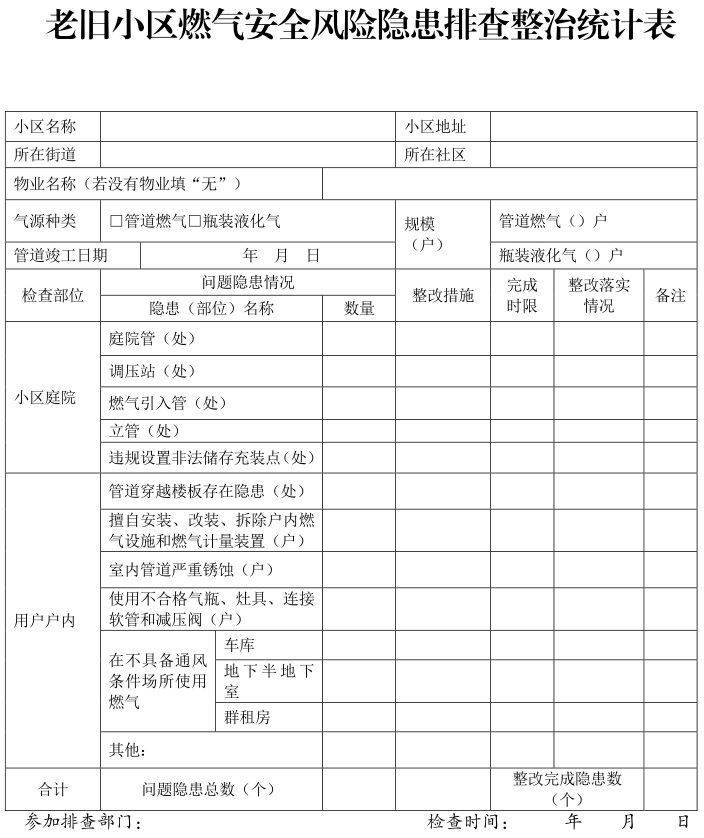 老旧小区燃气安全风险隐患排查整治统计表
小区名称 小区地址
所在街道 所在社区
物业名称（若没有物业填“无”）
气源种类 □管道燃气□瓶装液化气 规模
（户）
管道燃气（）户
管道竣工日期 年 月 日 瓶装液化气（）户
检查部位 问题隐患情况 整改措施 完成
时限
整改落实
情况
备注
隐患（部位）名称 数量
小区庭院
庭院管（处）
调压站（处）
燃气引入管（处）
立管（处）
违规设置非法储存充装点（处）
用户户内
管道穿越楼板存在隐患（处）
擅自安装、改装、拆除户内燃
气设施和燃气计量装置（户）
室内管道严重锈蚀（户）
使用不合格气瓶、灶具、连接
软管和减压阀（户）
在不具备通风
条件场所使用
燃气
车库
地下半地下
室
群租房
其他：
合计 问题隐患总数（个） 整改完成隐患数
（个）
参加排查部门： 检查时间： 年 月 日